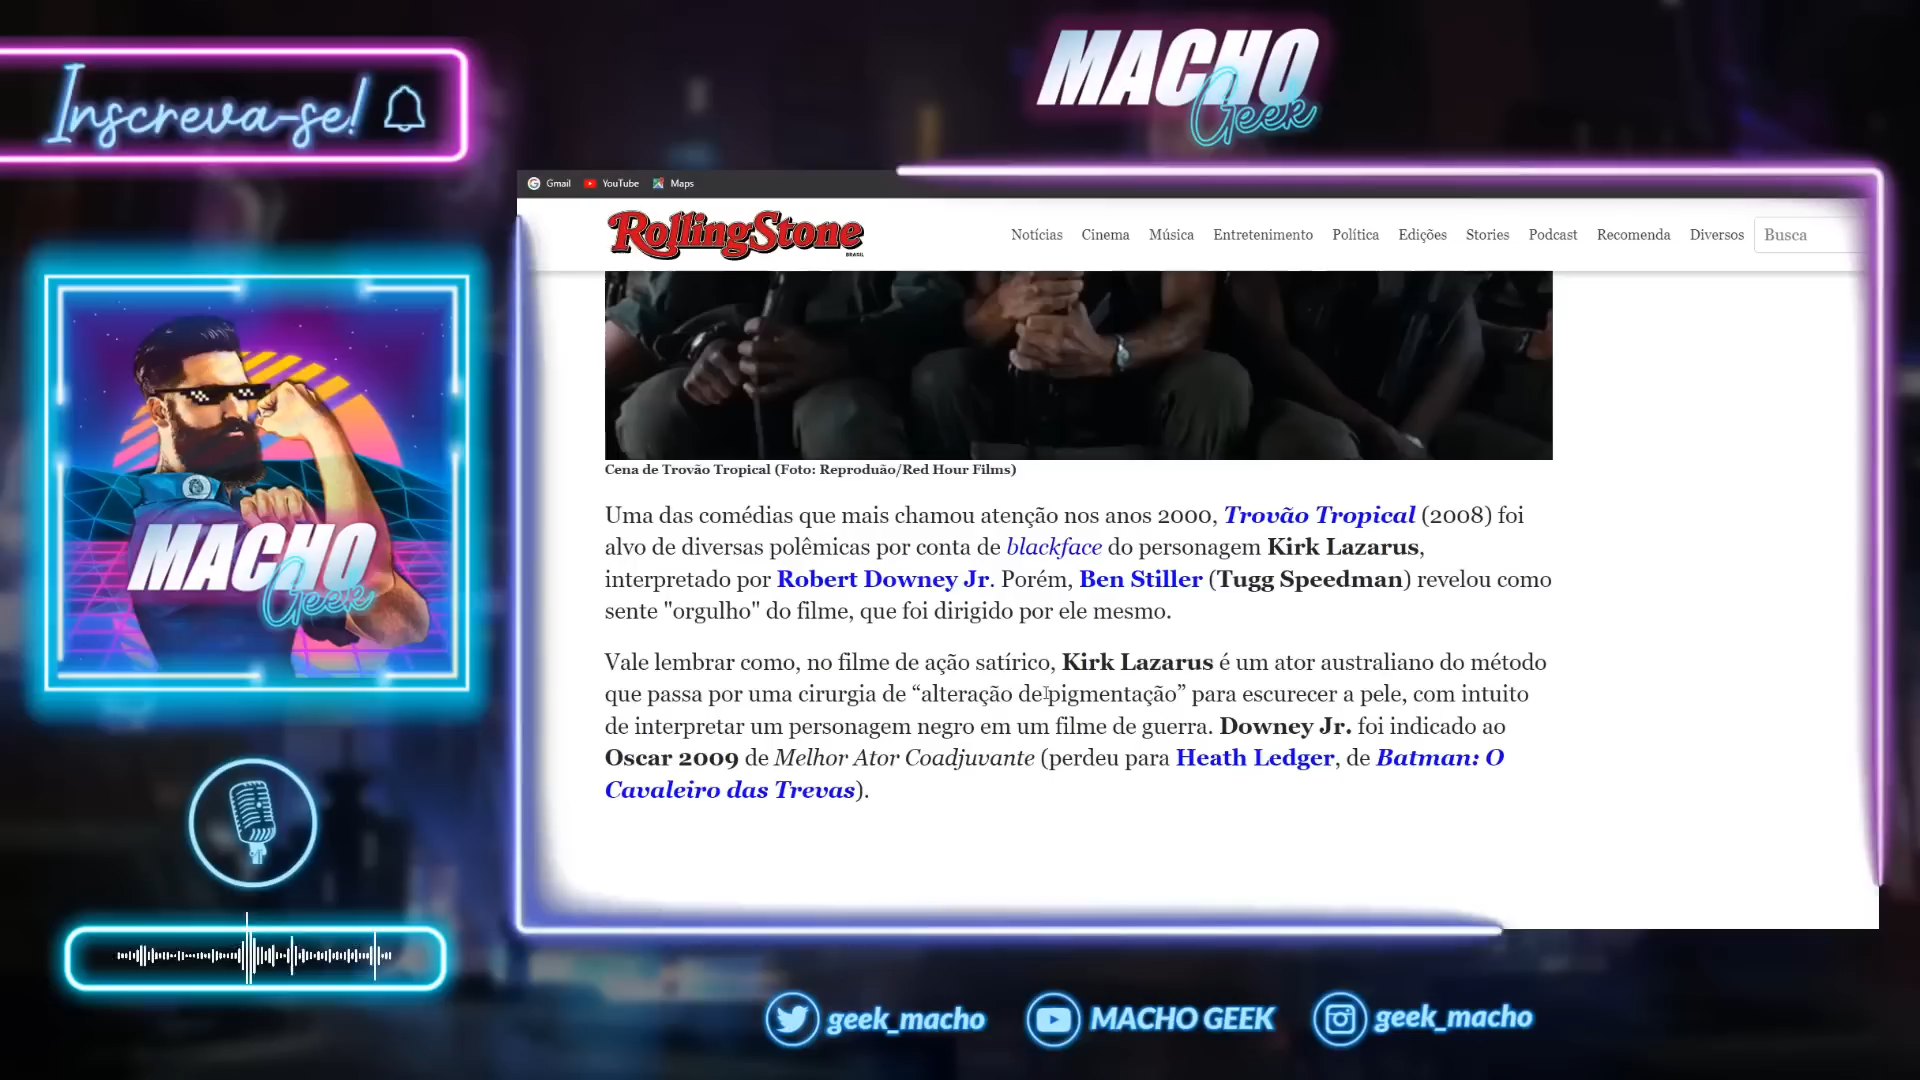 Inscreva-se!
MACHO
Geek
Gmail YouTube Maps
RollingStone
BRASIL
Notícias Cinema Música Entretenimento Política Edições Stories Podcast Recomenda Diversos Busca
Cena de Trovão Tropical (Foto: Reproduão/Red Hour Films)
Uma das comédias que mais chamou atenção nos anos 2000, Trovão Tropical (2008) foi
alvo de diversas polêmicas por conta de blackface do personagem Kirk Lazarus,
interpretado por Robert Downey Jr. Porém, Ben Stiller (Tugg Speedman) revelou como
sente "orgulho" do filme, que foi dirigido por ele mesmo.
Vale lembrar como, no filme de ação satírico, Kirk Lazarus é um ator australiano do método
que passa por uma cirurgia de “alteração de pigmentação” para escurecer a pele, com intuito
de interpretar um personagem negro em um filme de guerra. Downey Jr. foi indicado ao
Oscar 2009 de Melhor Ator Coadjuvante (perdeu para Heath Ledger, de Batman: O
Cavaleiro das Trevas).
MACHO
Geek
geek_macho MACHO GEEK geek_macho